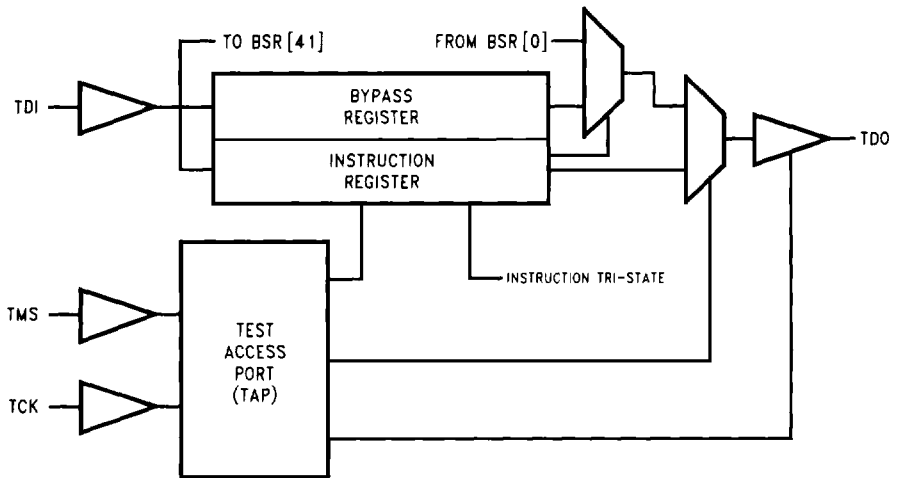 TO BSR [41]
FROM BSR [0]
TDI
BYPASS
REGISTER
INSTRUCTION
REGISTER
TDO
INSTRUCTION TRI-STATE
TMS
TCK
TEST
ACCESS
PORT
(TAP)